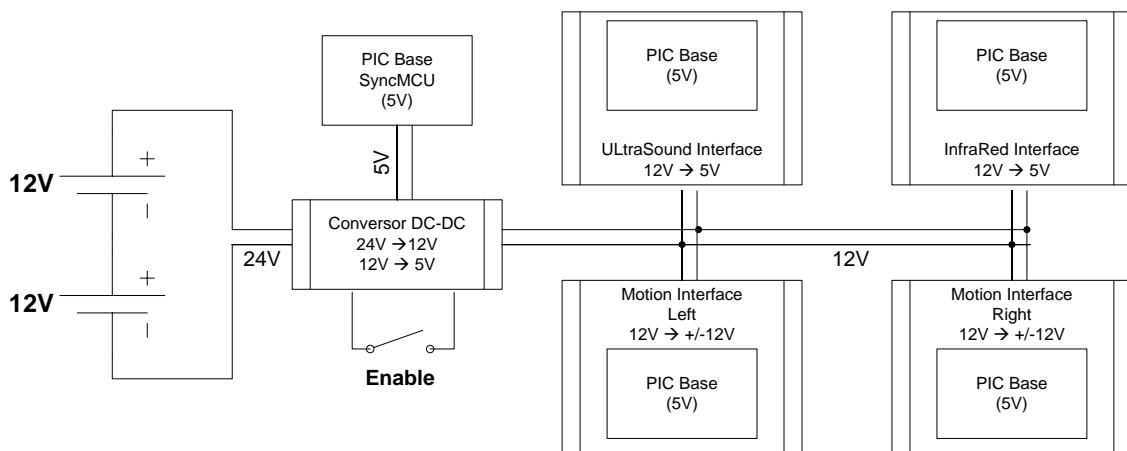 PIC Base
SyncMCU
(5V)
PIC Base
(5V)
PIC Base
(5V)
ULtraSound Interface
12V → 5V
InfraRed Interface
12V → 5V
+
12V
–
5V
Conversor DC-DC
24V →12V
12V → 5V
24V
12V
+
12V
–
Enable
Motion Interface
Left
12V → +/-12V
Motion Interface
Right
12V → +/-12V
PIC Base
(5V)
PIC Base
(5V)